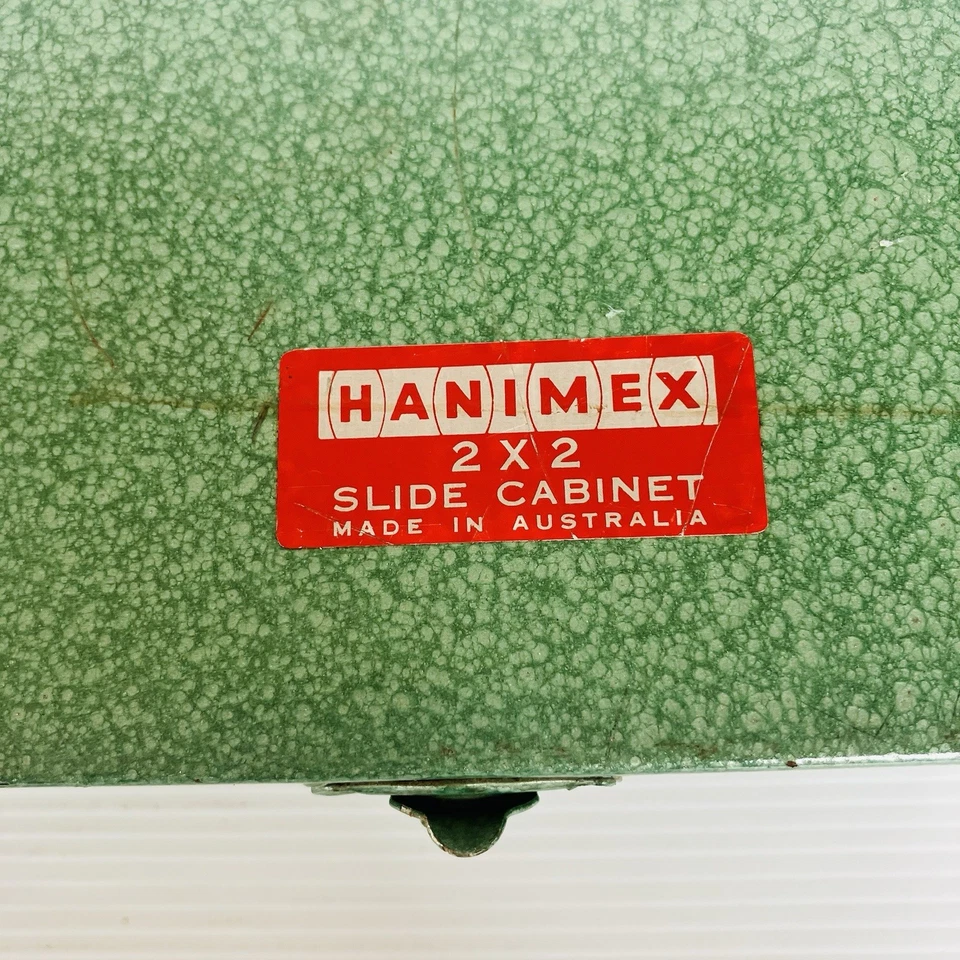 HANIMEX
2 X 2
SLIDE CABINET
MADE IN AUSTRALIA